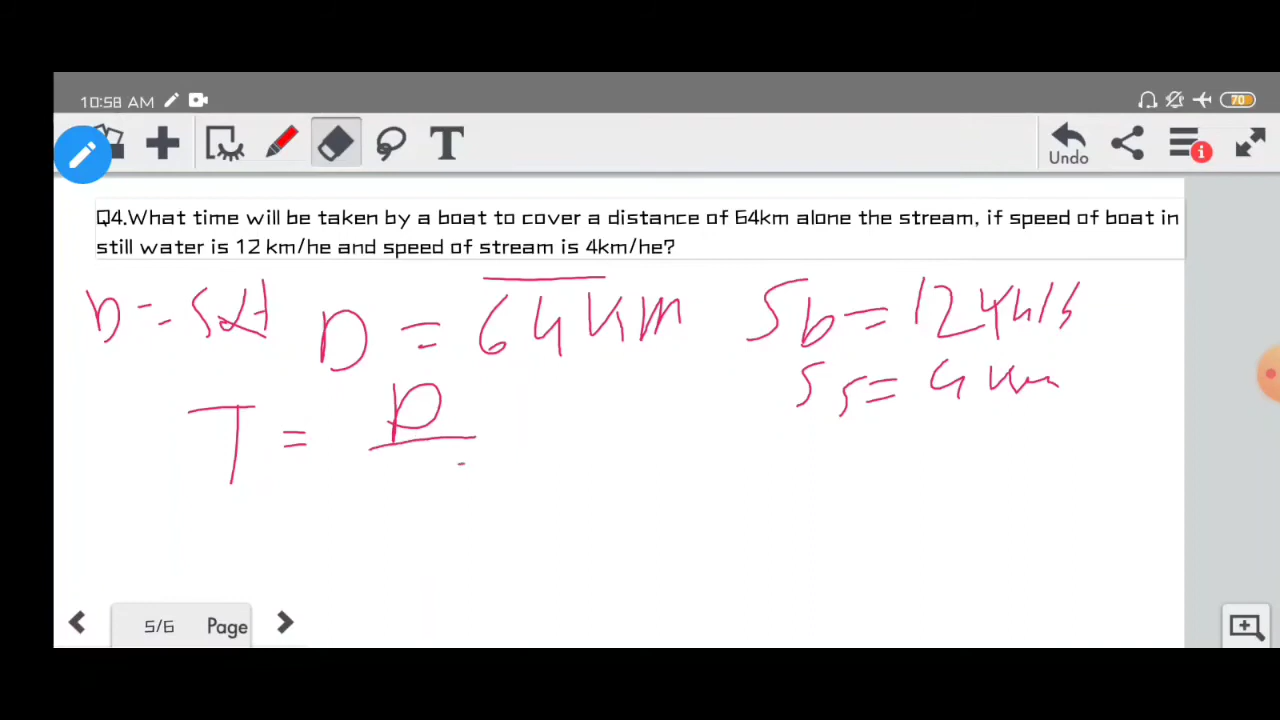 10:58 AM
70
T
Undo
i
Q4.What time will be taken by a boat to cover a distance of 64km alone the stream, if speed of boat in
still water is 12 km/he and speed of stream is 4km/he?
D = 64 KM
Sb = 12
Ss = 4 Km
T = D
5/6 Page